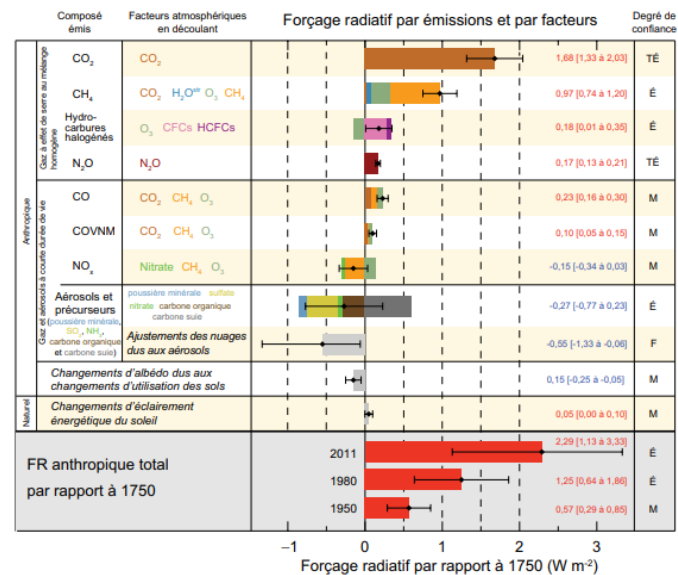 Composé émis
Facteurs atmosphériques en découlant
Forçage radiatif par émissions et par facteurs
Degré de confiance
Anthropique
Gaz à effet de serre au mélange homogène
CO₂
CO₂
1,68 [1,33 à 2,03]
TÉ
CH₄
CO₂ H₂Oˢᵗʳ O₃ CH₄
0,97 [0,74 à 1,20]
É
Hydro-
carbures
halogénés
O₃ CFCs HCFCs
0,18 [0,01 à 0,35]
É
N₂O
N₂O
0,17 [0,13 à 0,21]
TÉ
Gaz et aérosols à courte durée de vie
CO
CO₂ CH₄ O₃
0,23 [0,16 à 0,30]
M
COVNM
CO₂ CH₄ O₃
0,10 [0,05 à 0,15]
M
NOₓ
Nitrate CH₄ O₃
-0,15 [-0,34 à 0,03]
M
Aérosols et
précurseurs
(poussière minérale,
SO₂, NH₃,
carbone organique
et carbone suie)
poussière minérale sulfate
nitrate carbone organique
carbone suie
-0,27 [-0,77 à 0,23]
É
Ajustements des nuages
dus aux aérosols
-0,55 [-1,33 à -0,06]
F
Changements d'albédo dus aux
changements d'utilisation des sols
0,15 [-0,25 à -0,05]
M
Naturel
Changements d'éclairement
énergétique du soleil
0,05 [0,00 à 0,10]
M
FR anthropique total
par rapport à 1750
2011
2,29 [1,13 à 3,33]
É
1980
1,25 [0,64 à 1,86]
É
1950
0,57 [0,29 à 0,85]
M
−1 0 1 2 3
Forçage radiatif par rapport à 1750 (W m⁻²)